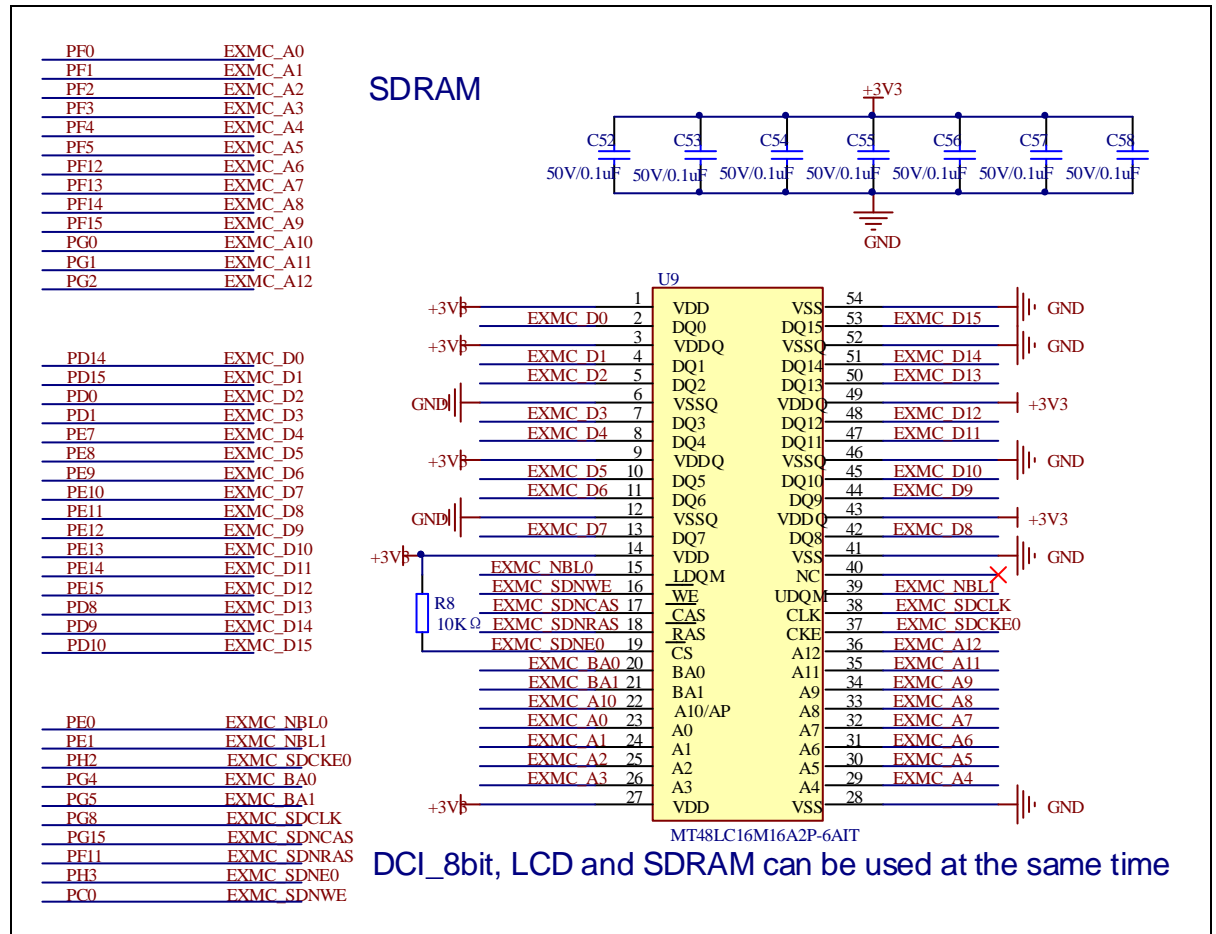 SDRAM
PF0 EXMC_A0
PF1 EXMC_A1
PF2 EXMC_A2
PF3 EXMC_A3
PF4 EXMC_A4
PF5 EXMC_A5
PF12 EXMC_A6
PF13 EXMC_A7
PF14 EXMC_A8
PF15 EXMC_A9
PG0 EXMC_A10
PG1 EXMC_A11
PG2 EXMC_A12
+3V3
C52 C53 C54 C55 C56 C57 C58
50V/0.1uF 50V/0.1uF 50V/0.1uF 50V/0.1uF 50V/0.1uF 50V/0.1uF 50V/0.1uF
GND
PD14 EXMC_D0
PD15 EXMC_D1
PD0 EXMC_D2
PD1 EXMC_D3
PE7 EXMC_D4
PE8 EXMC_D5
PE9 EXMC_D6
PE10 EXMC_D7
PE11 EXMC_D8
PE12 EXMC_D9
PE13 EXMC_D10
PE14 EXMC_D11
PE15 EXMC_D12
PD8 EXMC_D13
PD9 EXMC_D14
PD10 EXMC_D15
PE0 EXMC_NBL0
PE1 EXMC_NBL1
PH2 EXMC_SDCKE0
PG4 EXMC_BA0
PG5 EXMC_BA1
PG8 EXMC_SDCLK
PG15 EXMC_SDNCAS
PF11 EXMC_SDNRAS
PH3 EXMC_SDNE0
PC0 EXMC_SDNWE
U9
+3V3 1 VDD VSS 54 GND
EXMC_D0 2 DQ0 DQ15 53 EXMC_D15
+3V3 3 VDDQ VSSQ 52 GND
EXMC_D1 4 DQ1 DQ14 51 EXMC_D14
EXMC_D2 5 DQ2 DQ13 50 EXMC_D13
GND 6 VSSQ VDDQ 49 +3V3
EXMC_D3 7 DQ3 DQ12 48 EXMC_D12
EXMC_D4 8 DQ4 DQ11 47 EXMC_D11
+3V3 9 VDDQ VSSQ 46 GND
EXMC_D5 10 DQ5 DQ10 45 EXMC_D10
EXMC_D6 11 DQ6 DQ9 44 EXMC_D9
GND 12 VSSQ VDDQ 43 +3V3
EXMC_D7 13 DQ7 DQ8 42 EXMC_D8
+3V3 14 VDD VSS 41 GND
EXMC_NBL0 15 LDQM NC 40
EXMC_SDNWE 16 WE UDQM 39 EXMC_NBL1
EXMC_SDNCAS 17 CAS CLK 38 EXMC_SDCLK
EXMC_SDNRAS 18 RAS CKE 37 EXMC_SDCKE0
EXMC_SDNE0 19 CS A12 36 EXMC_A12
R8
10KΩ
EXMC_BA0 20 BA0 A11 35 EXMC_A11
EXMC_BA1 21 BA1 A9 34 EXMC_A9
EXMC_A10 22 A10/AP A8 33 EXMC_A8
EXMC_A0 23 A0 A7 32 EXMC_A7
EXMC_A1 24 A1 A6 31 EXMC_A6
EXMC_A2 25 A2 A5 30 EXMC_A5
EXMC_A3 26 A3 A4 29 EXMC_A4
+3V3 27 VDD VSS 28 GND
MT48LC16M16A2P-6AIT
DCI_8bit, LCD and SDRAM can be used at the same time